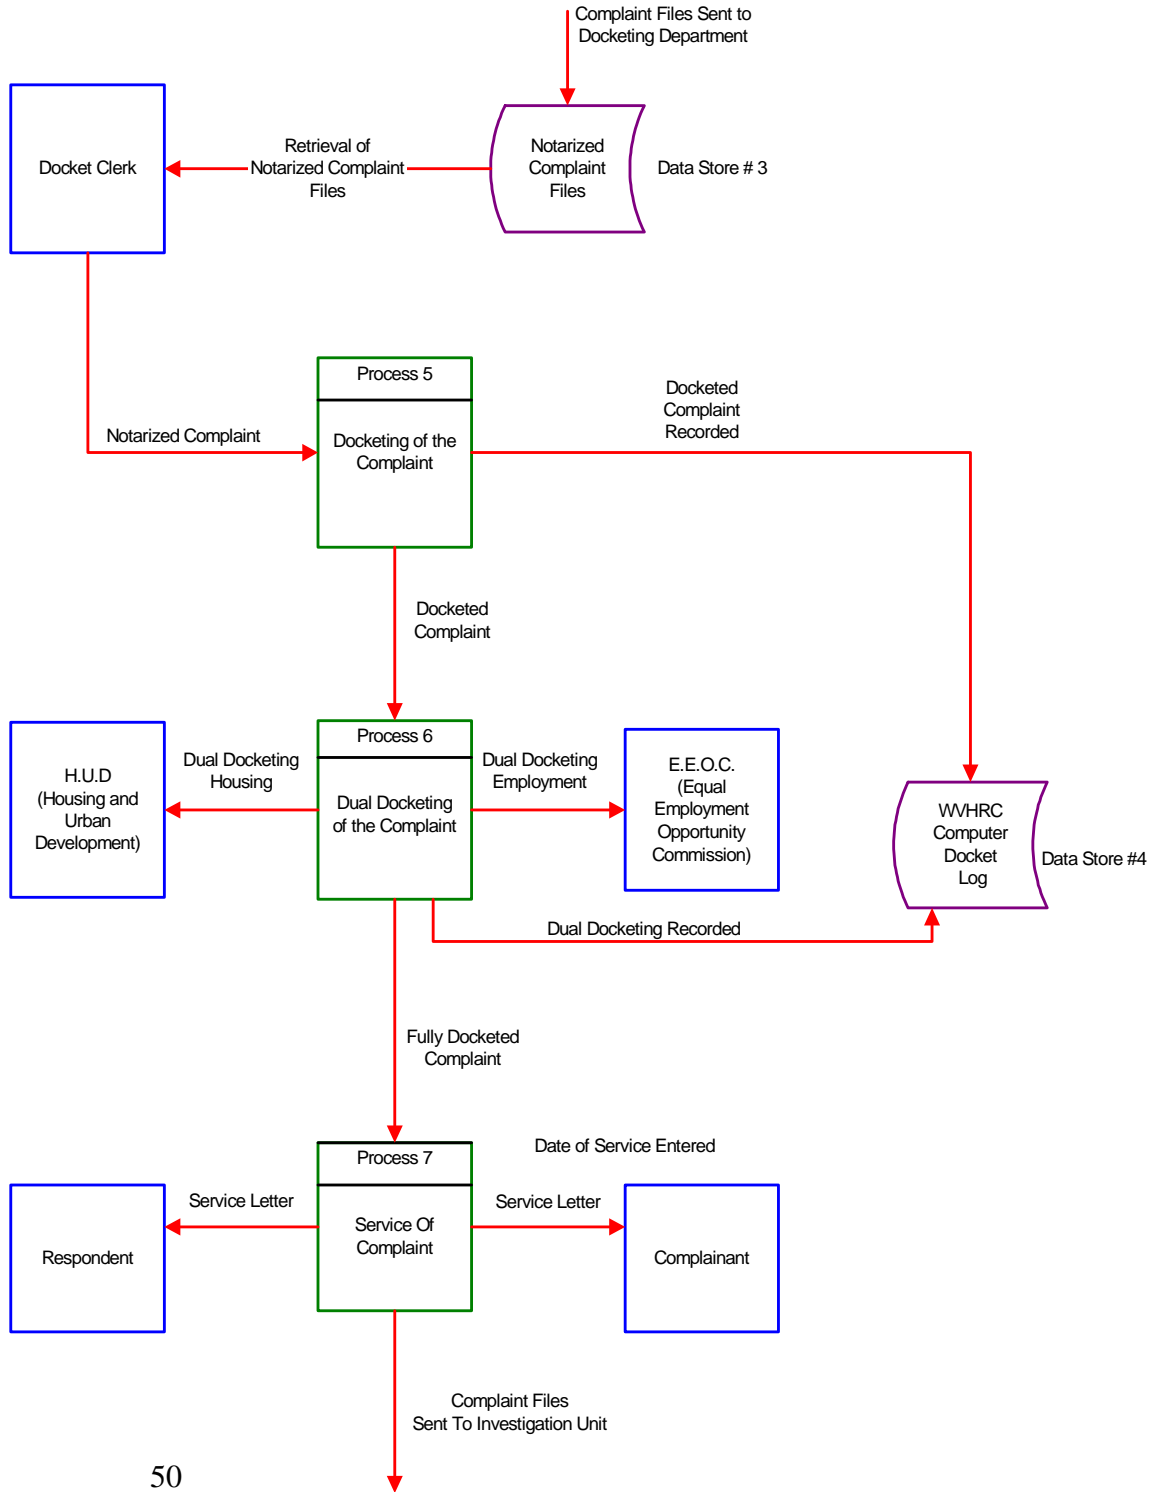 Complaint Files Sent to
Docketing Department
Docket Clerk
Retrieval of
Notarized Complaint
Files
Notarized
Complaint
Files
Data Store # 3
Process 5
Docketing of the
Complaint
Notarized Complaint
Docketed
Complaint
Recorded
Docketed
Complaint
H.U.D
(Housing and
Urban
Development)
Dual Docketing
Housing
Process 6
Dual Docketing
of the Complaint
Dual Docketing
Employment
E.E.O.C.
(Equal
Employment
Opportunity
Commission)
WVHRC
Computer
Docket
Log
Data Store #4
Dual Docketing Recorded
Fully Docketed
Complaint
Process 7
Service Of
Complaint
Date of Service Entered
Service Letter
Service Letter
Respondent
Complainant
Complaint Files
Sent To Investigation Unit
50